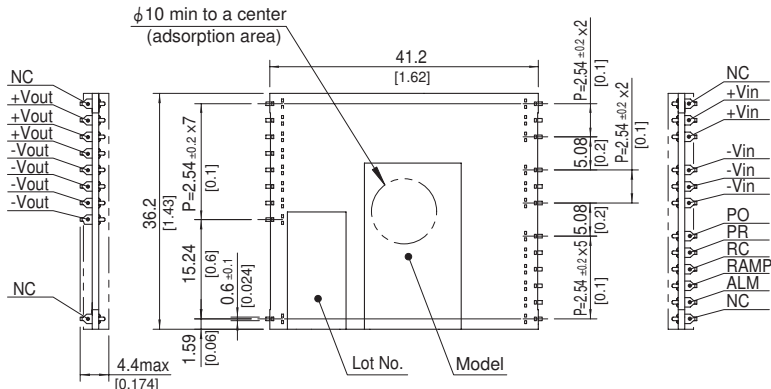 ϕ10 min to a center
(adsorption area)
41.2
[1.62]
NC
+Vout
+Vout
+Vout
-Vout
-Vout
-Vout
-Vout
NC
4.4max
[0.174]
36.2
[1.43]
P=2.54 ±0.2 x7
[0.1]
15.24
[0.6]
0.6 ±0.1
[0.024]
1.59
[0.06]
Lot No.
Model
P=2.54 ±0.2 x2
[0.1]
5.08
[0.2]
P=2.54 ±0.2 x2
[0.1]
5.08
[0.2]
P=2.54 ±0.2 x5
[0.1]
NC
+Vin
+Vin
-Vin
-Vin
-Vin
PO
PR
RC
RAMP
ALM
NC